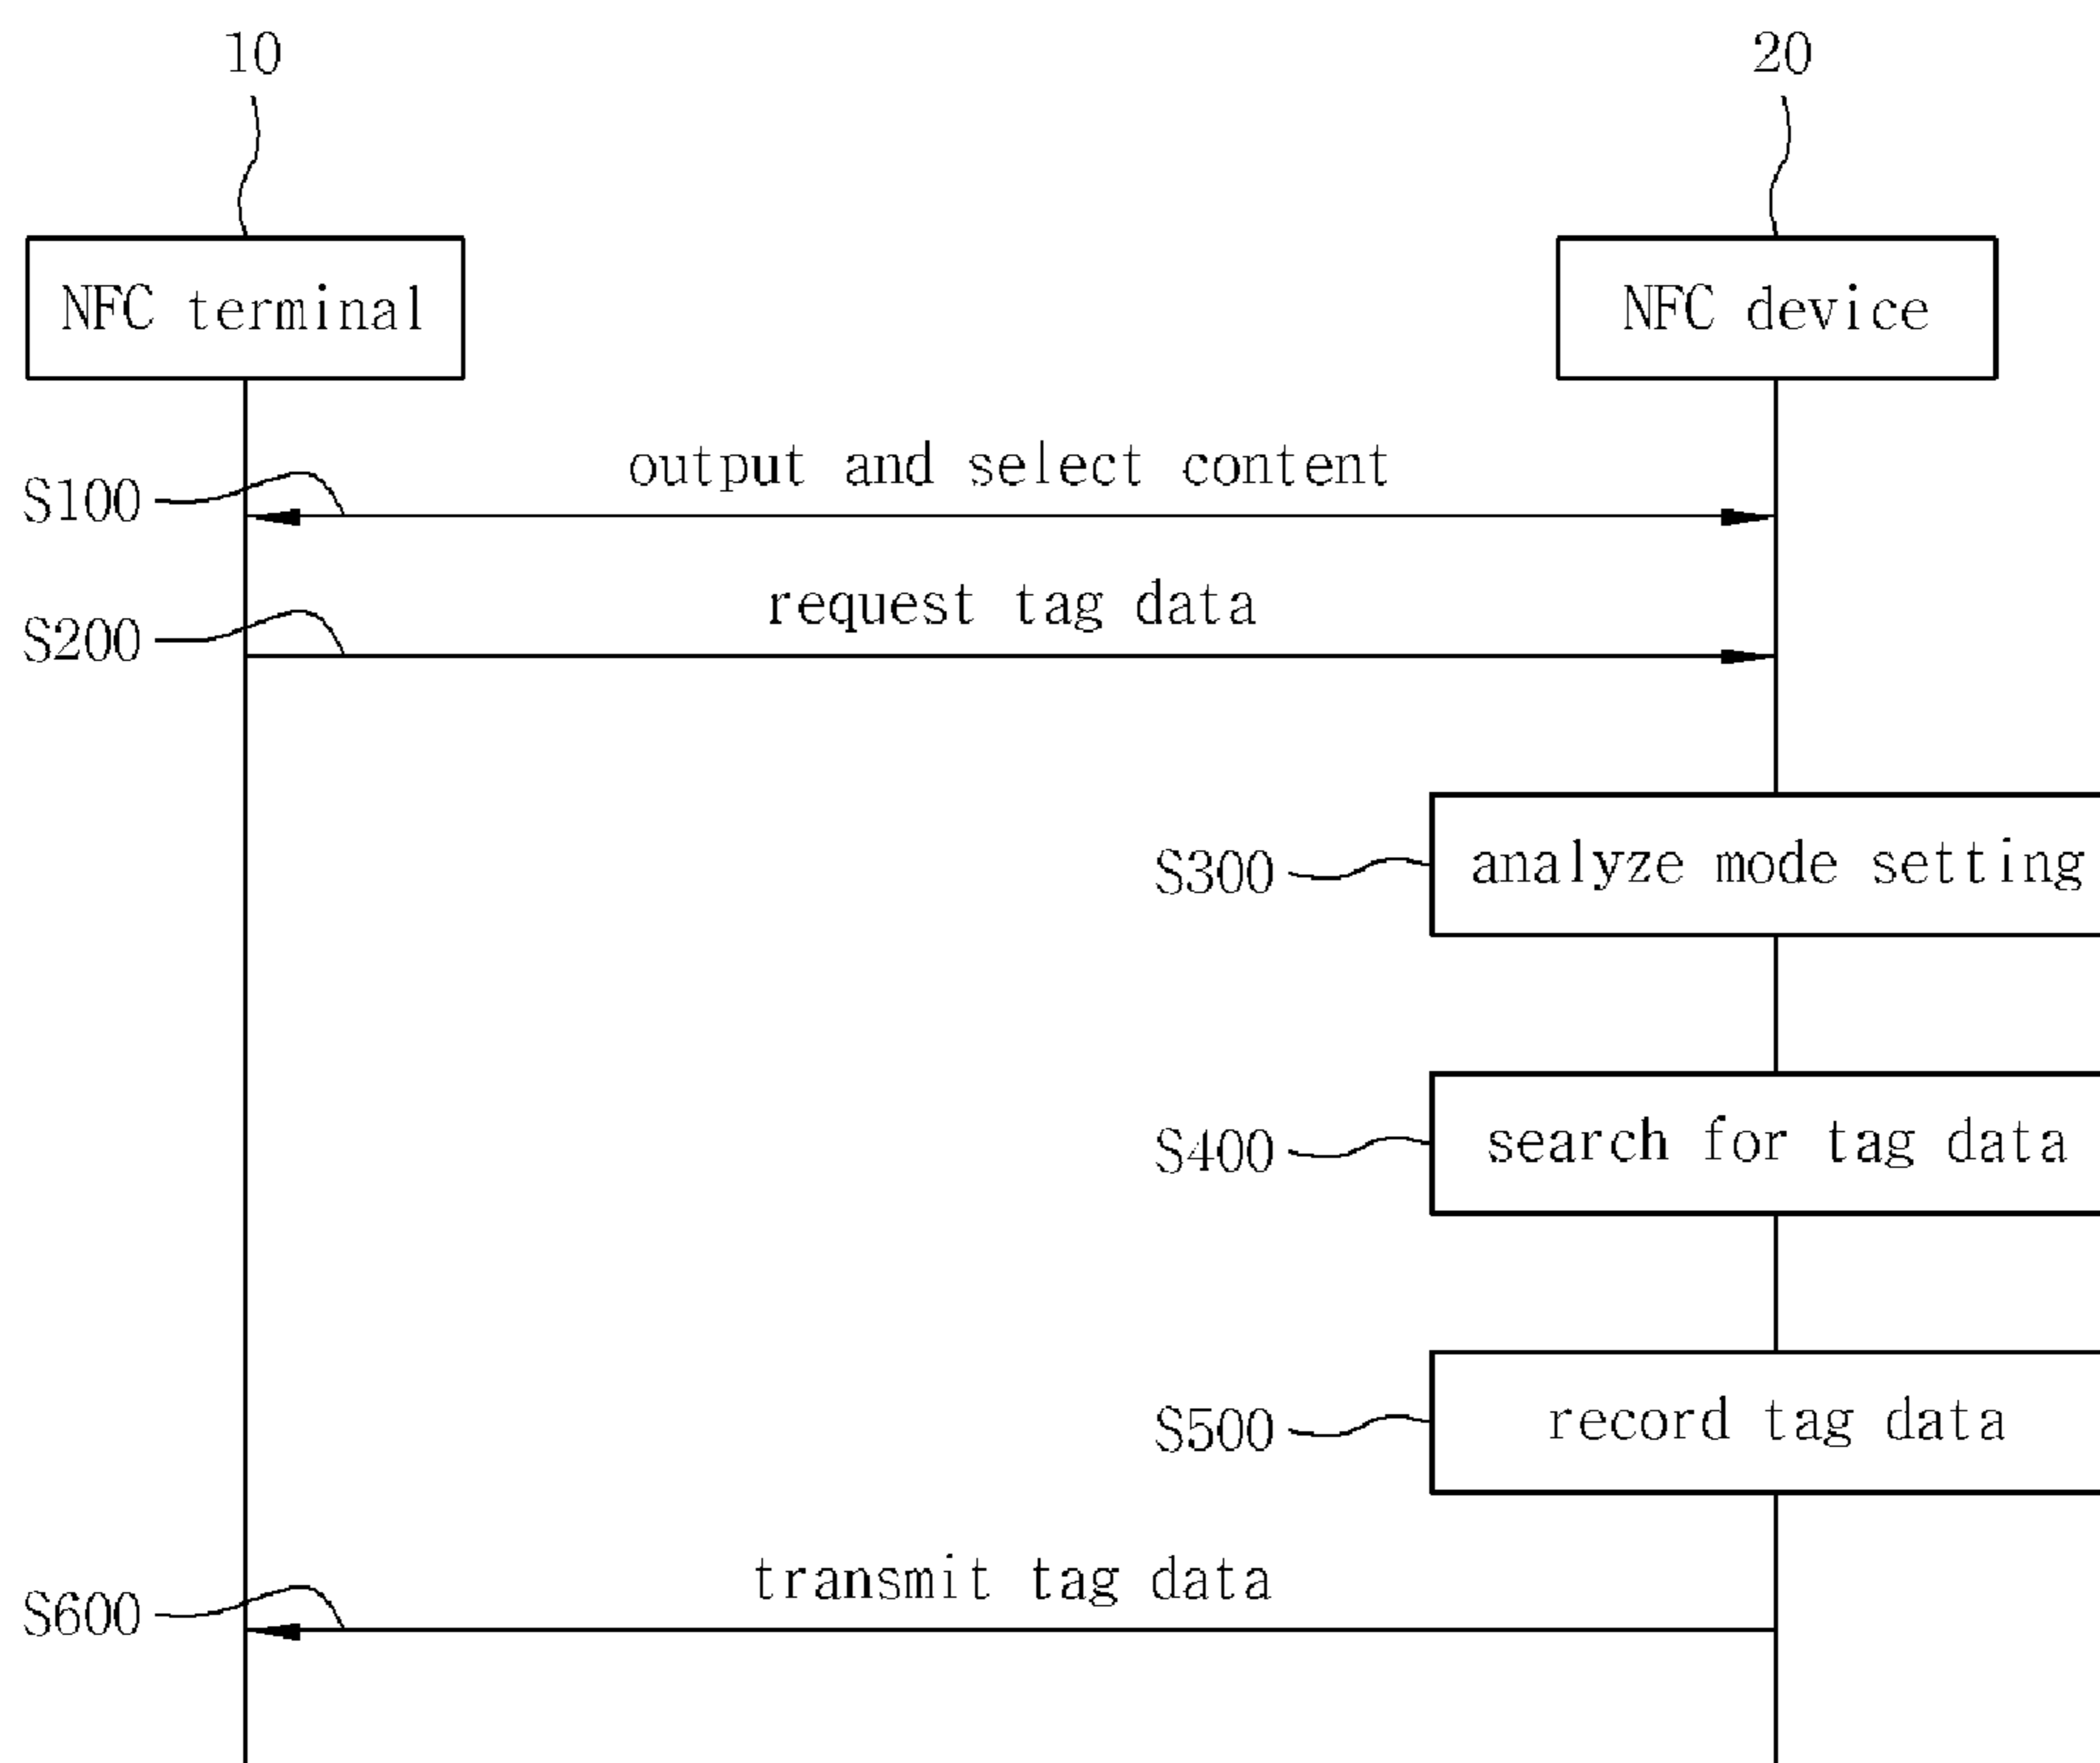 10
20
NFC terminal
NFC device
output and select content
S100
request tag data
S200
S300
analyze mode setting
S400
search for tag data
S500
record tag data
transmit tag data
S600